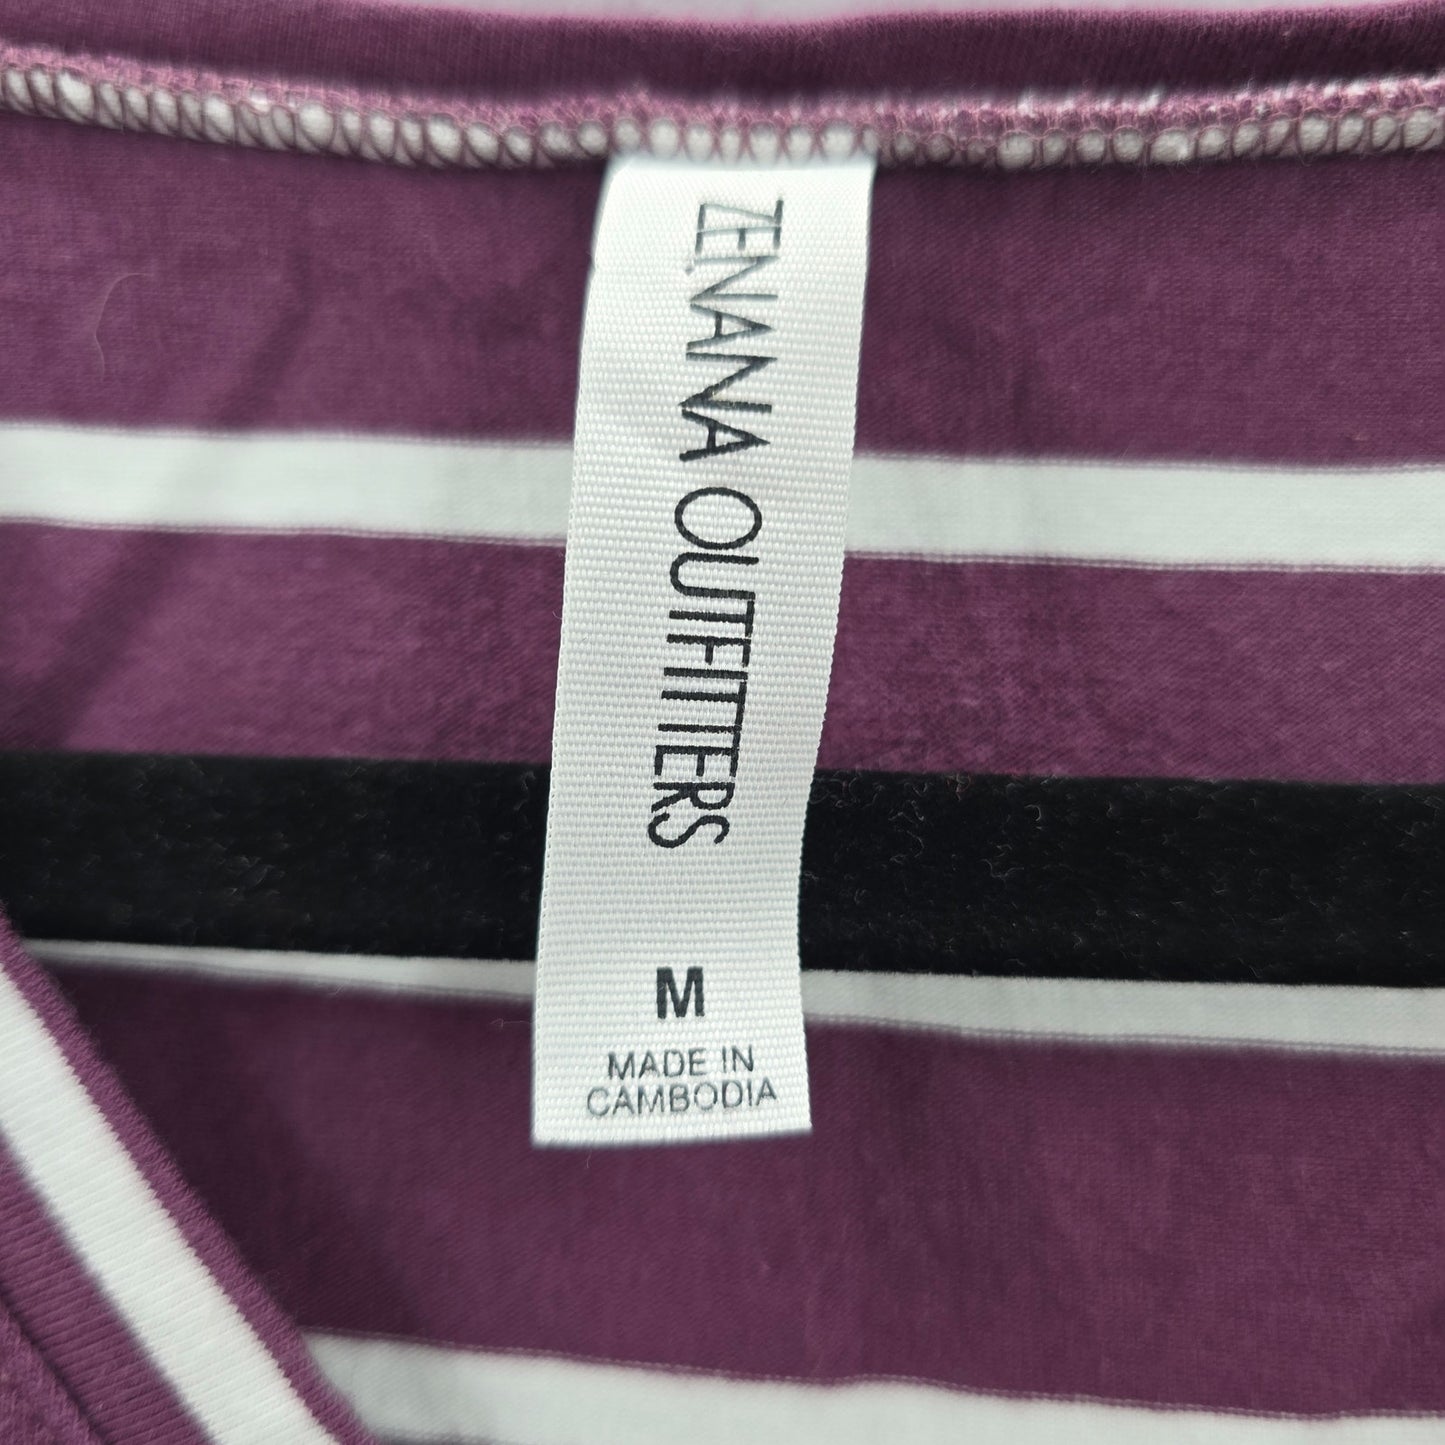 ZENANA OUTFITTERS
M
MADE IN
CAMBODIA